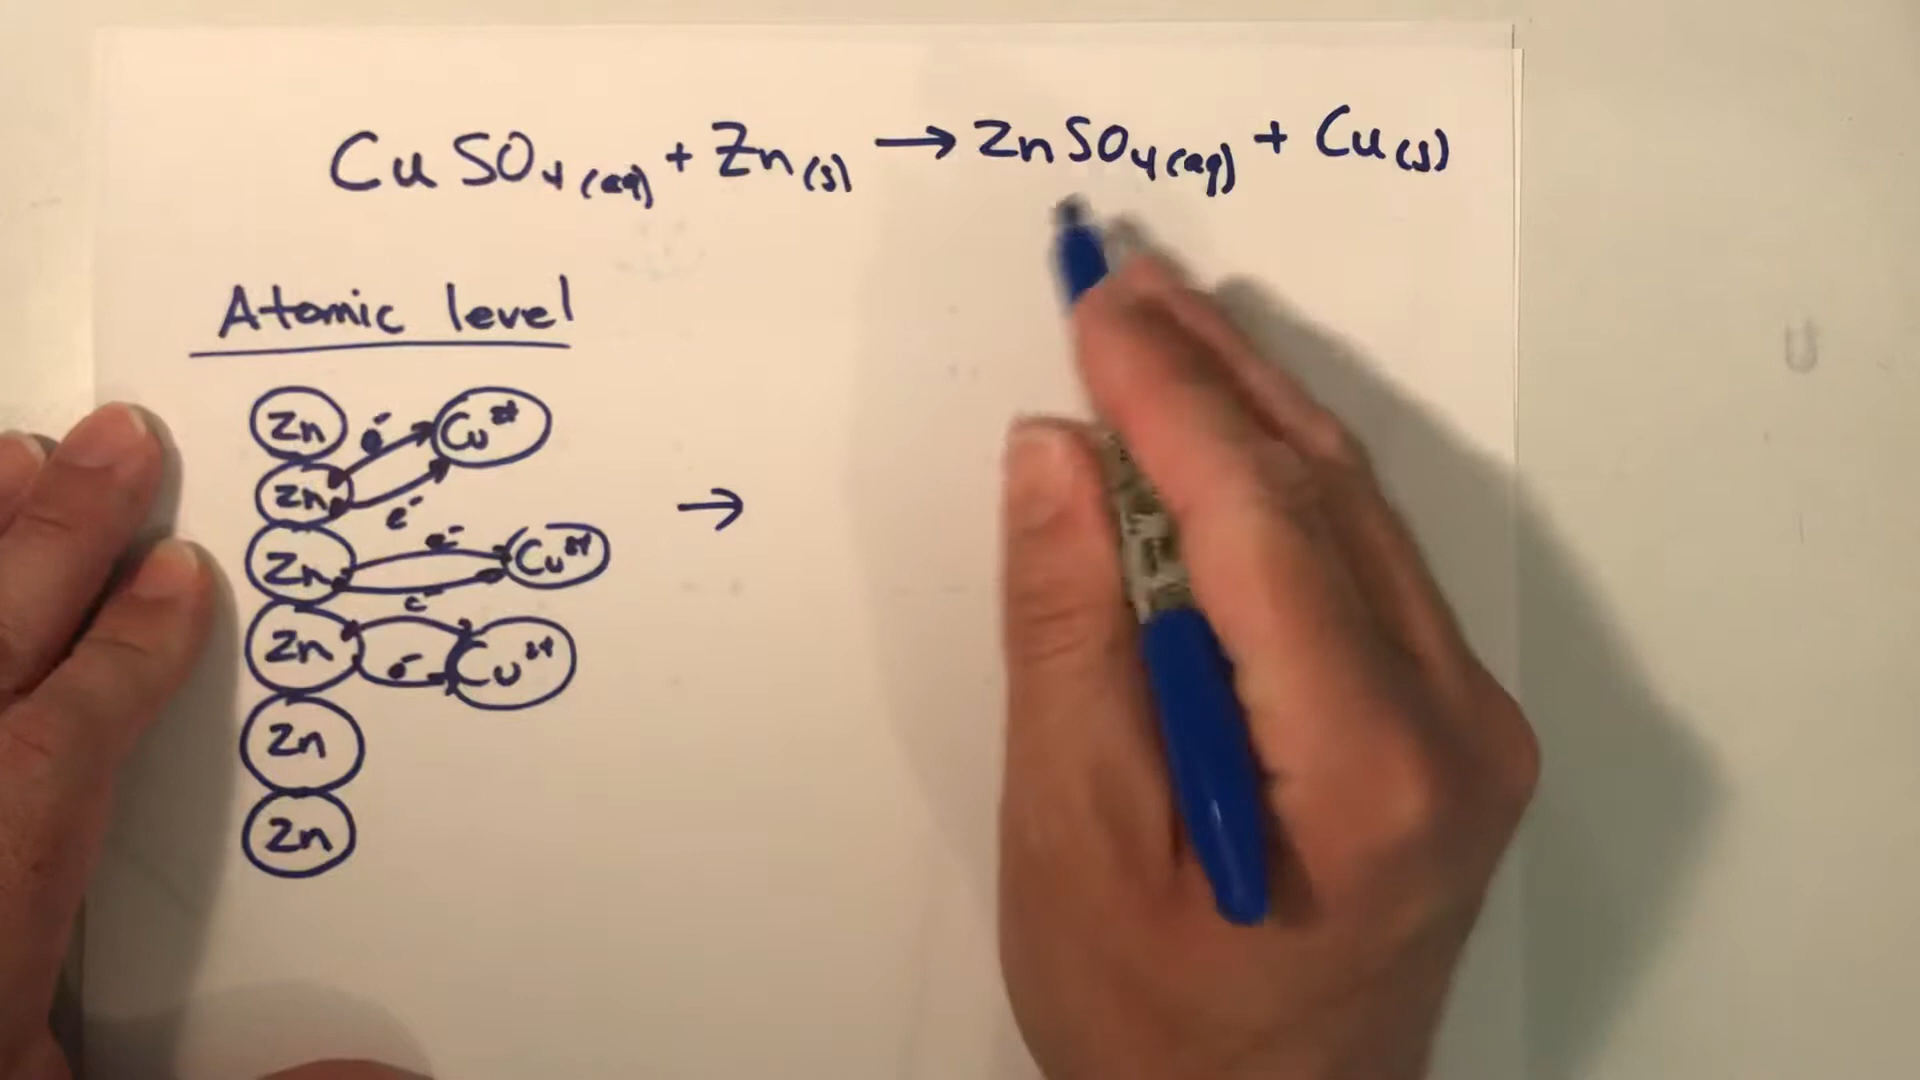 CuSO4(aq) + Zn(s) → ZnSO4(aq) + Cu(s)
Atomic level
Zn e- Cu2+
Zn e-
Zn e- Cu2+ →
e-
Zn e- Cu2+
Zn
Zn